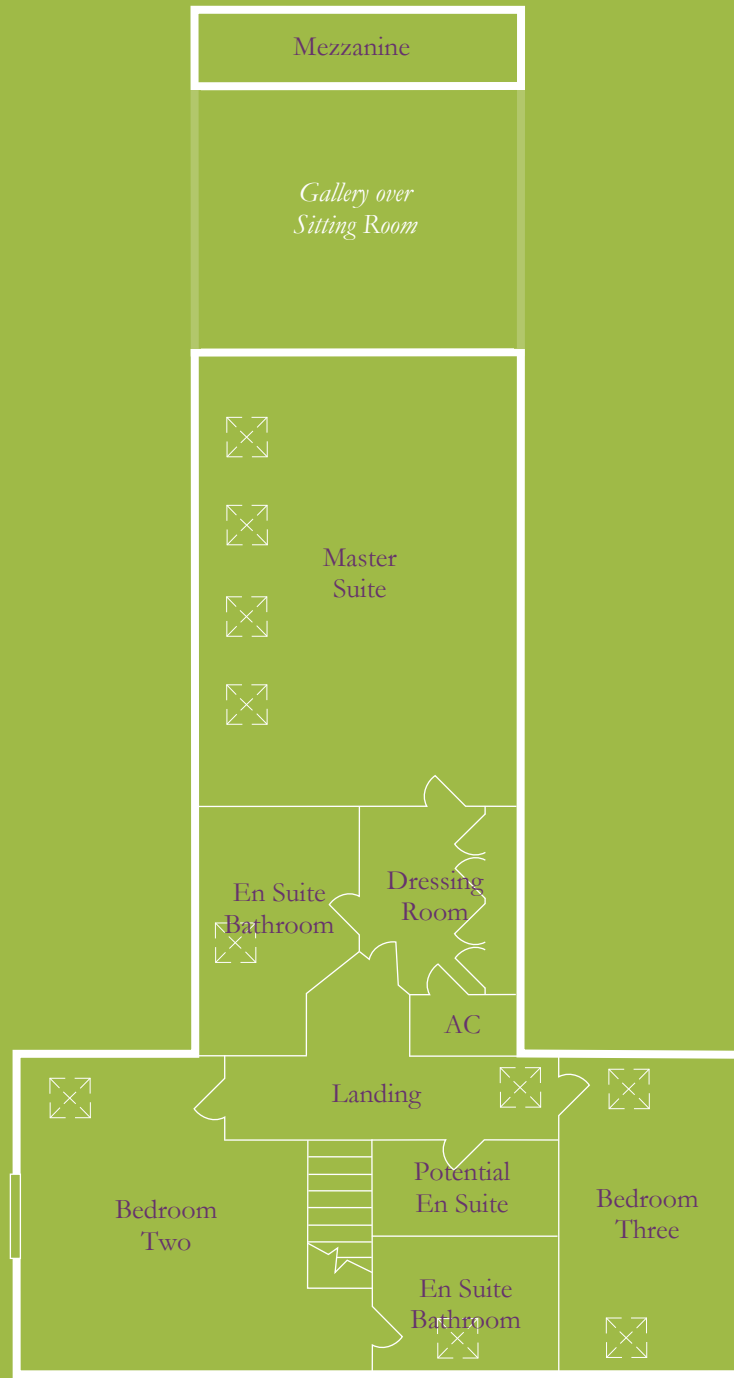 Mezzanine
Gallery over
Sitting Room
Master
Suite
En Suite
Bathroom
Dressing
Room
AC
Landing
Bedroom
Two
Potential
En Suite
Bedroom
Three
En Suite
Bathroom